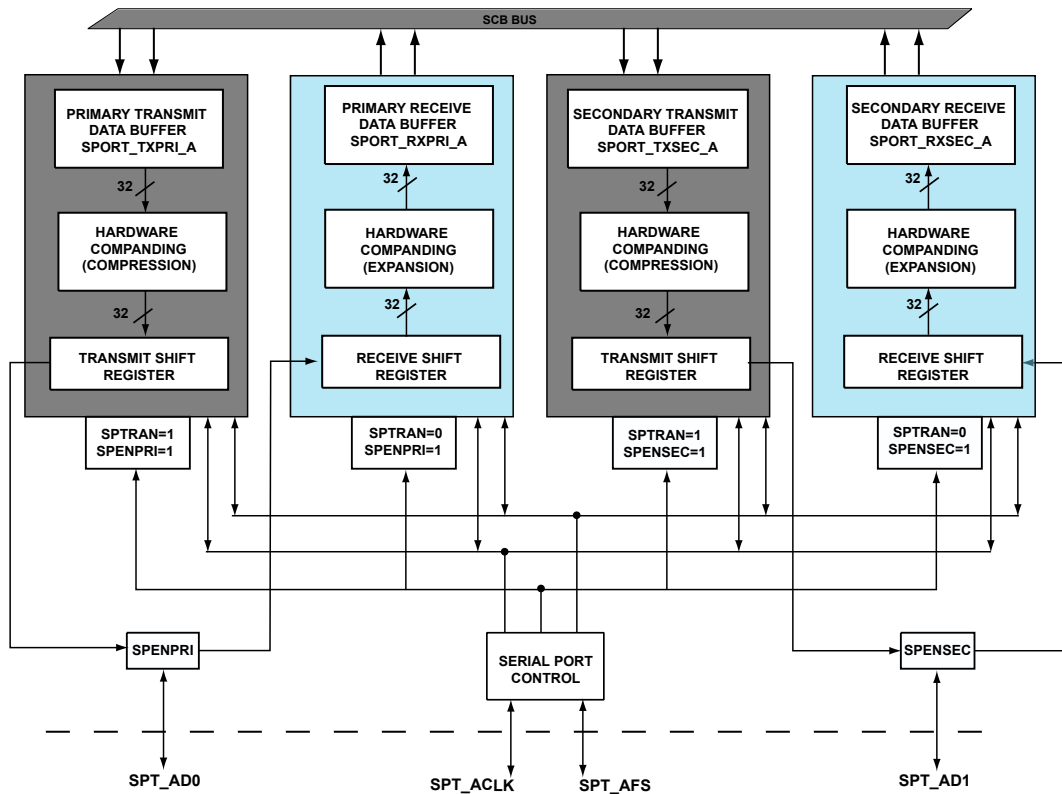 SCB BUS
PRIMARY TRANSMIT
DATA BUFFER
SPORT_TXPRI_A
32
HARDWARE
COMPANDING
(COMPRESSION)
32
TRANSMIT SHIFT
REGISTER
SPTRAN=1
SPENPRI=1
PRIMARY RECEIVE
DATA BUFFER
SPORT_RXPRI_A
32
HARDWARE
COMPANDING
(EXPANSION)
32
RECEIVE SHIFT
REGISTER
SPTRAN=0
SPENPRI=1
SECONDARY TRANSMIT
DATA BUFFER
SPORT_TXSEC_A
32
HARDWARE
COMPANDING
(COMPRESSION)
32
TRANSMIT SHIFT
REGISTER
SPTRAN=1
SPENSEC=1
SECONDARY RECEIVE
DATA BUFFER
SPORT_RXSEC_A
32
HARDWARE
COMPANDING
(EXPANSION)
32
RECEIVE SHIFT
REGISTER
SPTRAN=0
SPENSEC=1
SPENPRI
SERIAL PORT
CONTROL
SPENSEC
SPT_AD0
SPT_ACLK
SPT_AFS
SPT_AD1